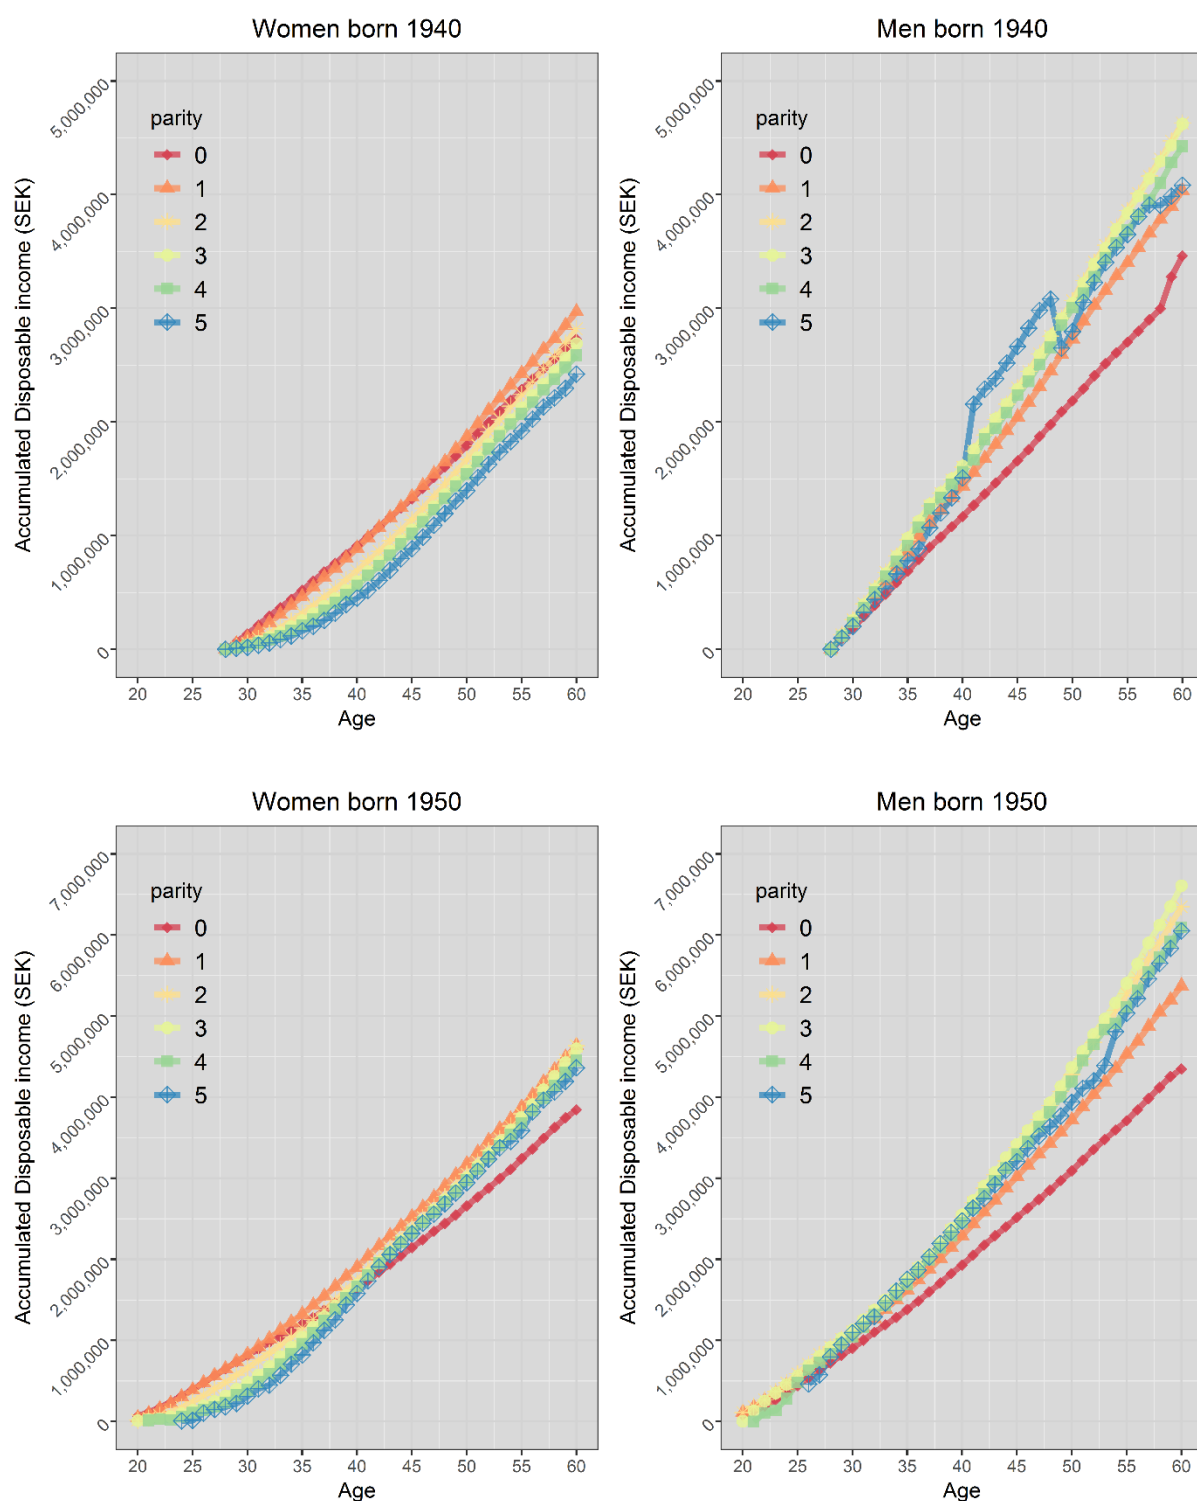 Women born 1940
Accumulated Disposable income (SEK)
5,000,000
4,000,000
3,000,000
2,000,000
1,000,000
0
parity
0
1
2
3
4
5
20 25 30 35 40 45 50 55 60
Age
Men born 1940
Accumulated Disposable income (SEK)
5,000,000
4,000,000
3,000,000
2,000,000
1,000,000
0
parity
0
1
2
3
4
5
20 25 30 35 40 45 50 55 60
Age
Women born 1950
Accumulated Disposable income (SEK)
7,000,000
6,000,000
5,000,000
4,000,000
3,000,000
2,000,000
1,000,000
0
parity
0
1
2
3
4
5
20 25 30 35 40 45 50 55 60
Age
Men born 1950
Accumulated Disposable income (SEK)
7,000,000
6,000,000
5,000,000
4,000,000
3,000,000
2,000,000
1,000,000
0
parity
0
1
2
3
4
5
20 25 30 35 40 45 50 55 60
Age